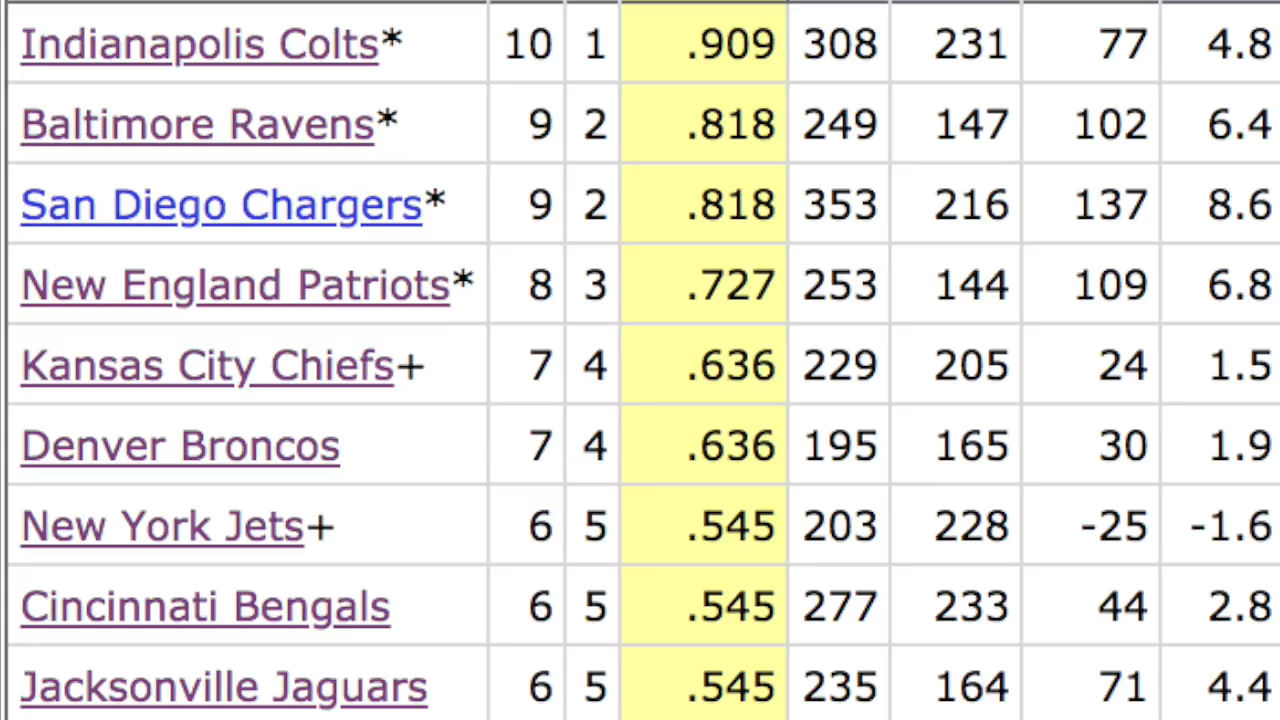 Indianapolis Colts* 10 1 .909 308 231 77 4.8
Baltimore Ravens* 9 2 .818 249 147 102 6.4
San Diego Chargers* 9 2 .818 353 216 137 8.6
New England Patriots* 8 3 .727 253 144 109 6.8
Kansas City Chiefs+ 7 4 .636 229 205 24 1.5
Denver Broncos 7 4 .636 195 165 30 1.9
New York Jets+ 6 5 .545 203 228 -25 -1.6
Cincinnati Bengals 6 5 .545 277 233 44 2.8
Jacksonville Jaguars 6 5 .545 235 164 71 4.4